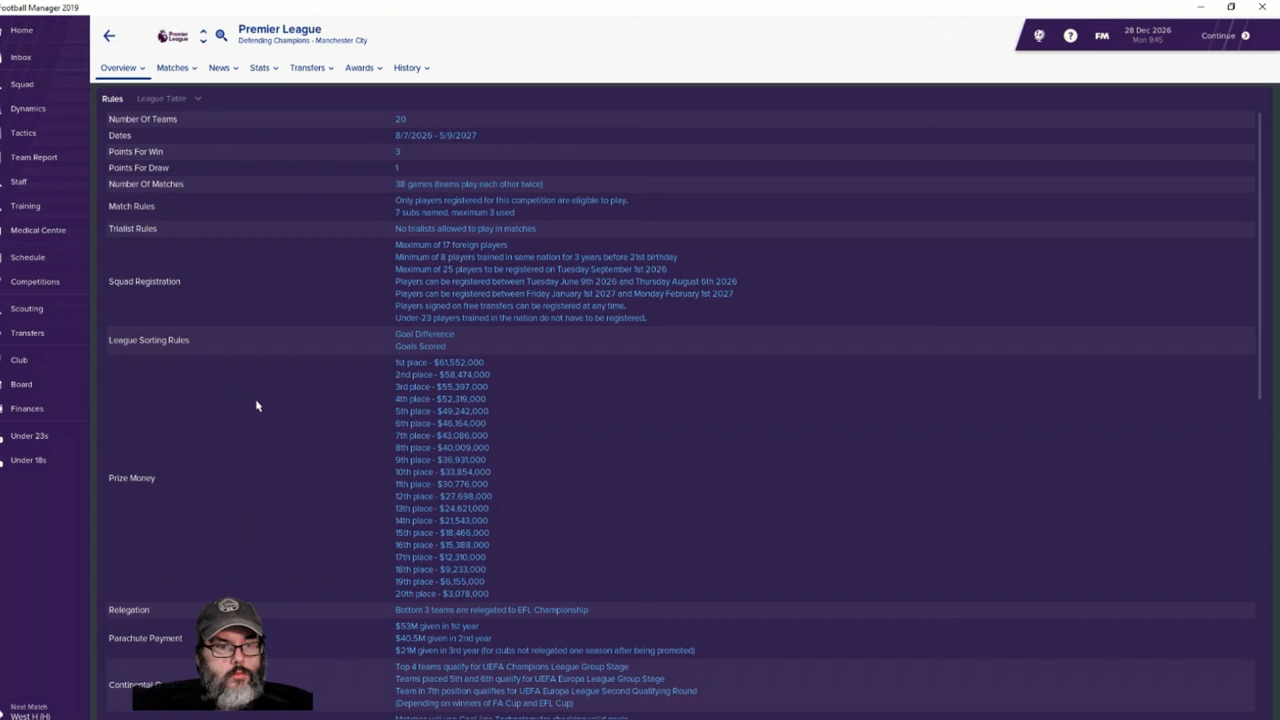 Football Manager 2019
Home
Premier League
Premier League
Defending Champions - Manchester City
FM
28 Dec 2026
Mon 9:45
Continue
Inbox
Squad
Dynamics
Tactics
Team Report
Staff
Training
Medical Centre
Schedule
Competitions
Scouting
Transfers
Club
Board
Finances
Under 23s
Under 18s
Next Match
West H (H)
Overview
Matches
News
Stats
Transfers
Awards
History
Rules League Table
Number Of Teams 20
Dates 8/7/2026 - 5/9/2027
Points For Win 3
Points For Draw 1
Number Of Matches 38 games (teams play each other twice)
Match Rules Only players registered for this competition are eligible to play.
7 subs named, maximum 3 used
Trialist Rules No trialists allowed to play in matches
Squad Registration
Maximum of 17 foreign players
Minimum of 8 players trained in same nation for 3 years before 21st birthday
Maximum of 25 players to be registered on Tuesday September 1st 2026
Players can be registered between Tuesday June 9th 2026 and Thursday August 6th 2026
Players can be registered between Friday January 1st 2027 and Monday February 1st 2027
Players signed on free transfers can be registered at any time.
Under-23 players trained in the nation do not have to be registered.
League Sorting Rules
Goal Difference
Goals Scored
Prize Money
1st place - $61,552,000
2nd place - $58,474,000
3rd place - $55,397,000
4th place - $52,319,000
5th place - $49,242,000
6th place - $46,164,000
7th place - $43,086,000
8th place - $40,009,000
9th place - $36,931,000
10th place - $33,854,000
11th place - $30,776,000
12th place - $27,698,000
13th place - $24,621,000
14th place - $21,543,000
15th place - $18,466,000
16th place - $15,388,000
17th place - $12,310,000
18th place - $9,233,000
19th place - $6,155,000
20th place - $3,078,000
Relegation Bottom 3 teams are relegated to EFL Championship
Parachute Payment
$53M given in 1st year
$40.5M given in 2nd year
$21M given in 3rd year (for clubs not relegated one season after being promoted)
Continental
Top 4 teams qualify for UEFA Champions League Group Stage
Teams placed 5th and 6th qualify for UEFA Europa League Group Stage
Team in 7th position qualifies for UEFA Europa League Second Qualifying Round
(Depending on winners of FA Cup and EFL Cup)